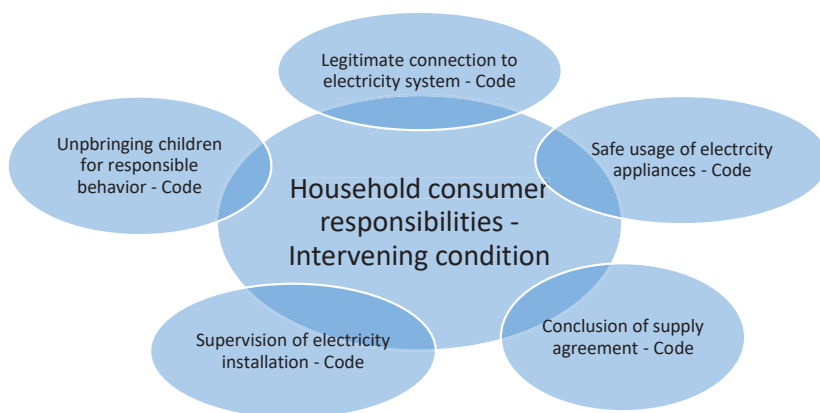 Legitimate connection to
electricity system - Code
Unpbringing children
for responsible
behavior - Code
Safe usage of electrcity
appliances - Code
Household consumer
responsibilities -
Intervening condition
Supervision of electricity
installation - Code
Conclusion of supply
agreement - Code